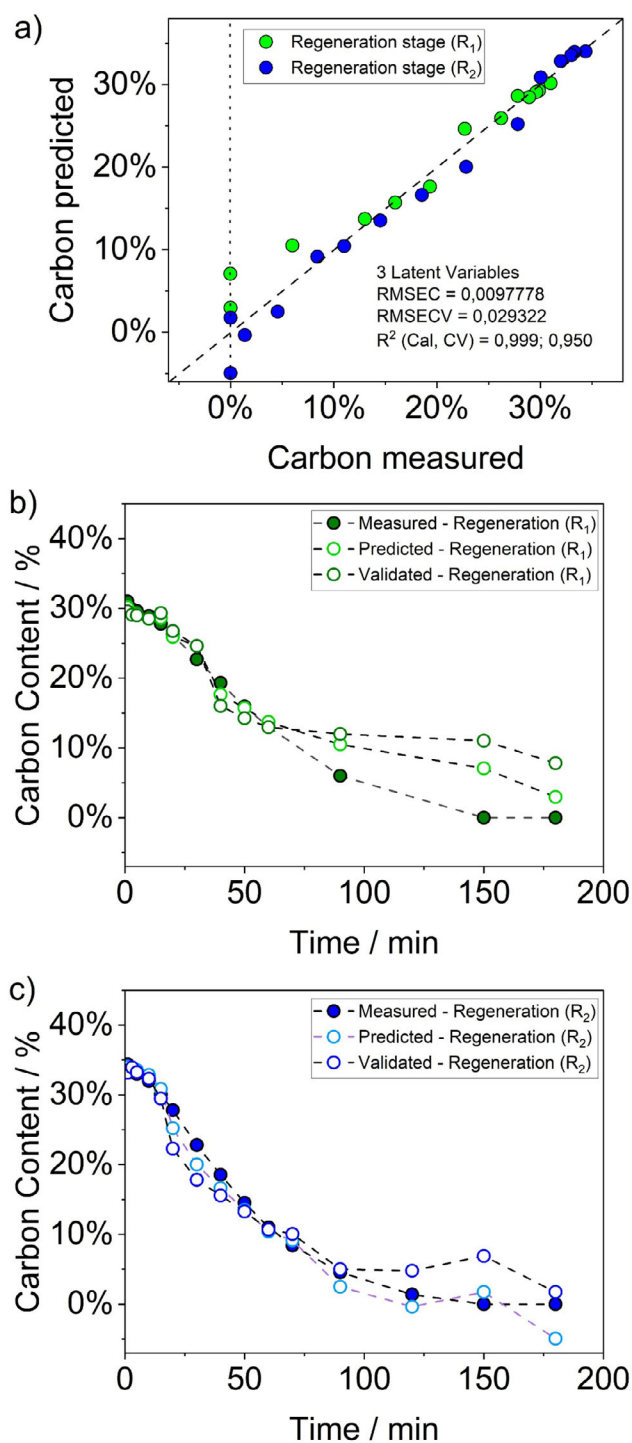 a)
Regeneration stage (R₁)
Regeneration stage (R₂)
30%
20%
10%
0%
Carbon predicted
3 Latent Variables
RMSEC = 0,0097778
RMSECV = 0,029322
R² (Cal, CV) = 0,999; 0,950
0% 10% 20% 30%
Carbon measured
b)
Measured - Regeneration (R₁)
Predicted - Regeneration (R₁)
Validated - Regeneration (R₁)
40%
30%
20%
10%
0%
Carbon Content / %
0 50 100 150 200
Time / min
c)
Measured - Regeneration (R₂)
Predicted - Regeneration (R₂)
Validated - Regeneration (R₂)
40%
30%
20%
10%
0%
Carbon Content / %
0 50 100 150 200
Time / min